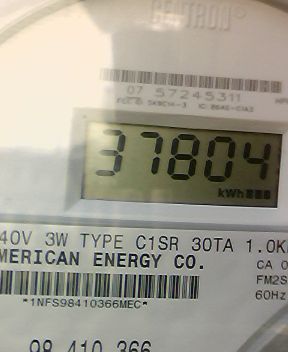 CENTRON®
07 57245311
37804
kWh
40V 3W TYPE C1SR 30TA 1.0K
MERICAN ENERGY CO.
CA 0
FM2S
60Hz
*1NFS98410366MEC*
98 410 366